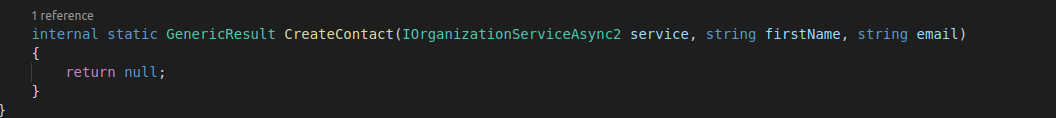 1 reference
internal static GenericResult CreateContact(IOrganizationServiceAsync2 service, string firstName, string email)
{
return null;
}
}